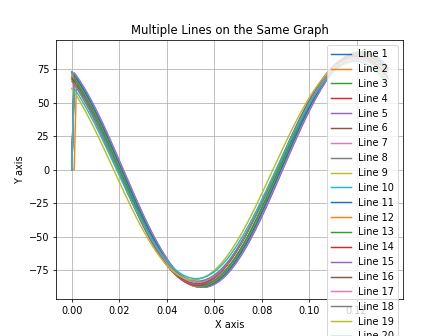 Multiple Lines on the Same Graph
Y axis
75
50
25
0
−25
−50
−75
0.00
0.02
0.04
0.06
0.08
0.10
X axis
Line 1
Line 2
Line 3
Line 4
Line 5
Line 6
Line 7
Line 8
Line 9
Line 10
Line 11
Line 12
Line 13
Line 14
Line 15
Line 16
Line 17
Line 18
Line 19
Line 20